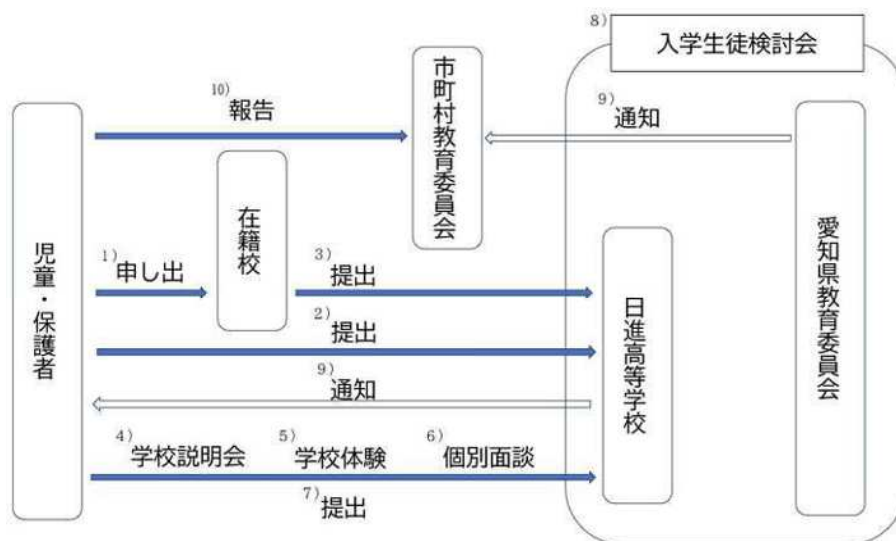 8）入学生徒検討会
児童・保護者
10）報告
市町村教育委員会
9）通知
愛知県教育委員会
在籍校
1）申し出
3）提出
日進高等学校
2）提出
9）通知
4）学校説明会
5）学校体験
6）個別面談
7）提出